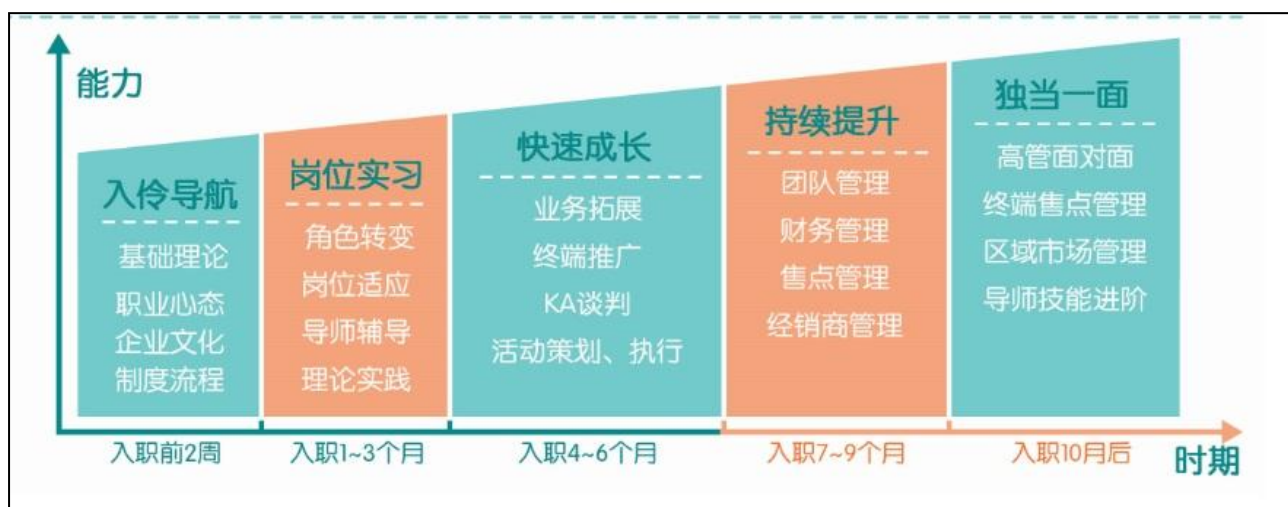 能力
入伶导航
基础理论
职业心态
企业文化
制度流程
入职前2周
岗位实习
角色转变
岗位适应
导师辅导
理论实践
入职1~3个月
快速成长
业务拓展
终端推广
KA谈判
活动策划、执行
入职4~6个月
持续提升
团队管理
财务管理
售点管理
经销商管理
入职7~9个月
独当一面
高管面对面
终端售点管理
区域市场管理
导师技能进阶
入职10月后
时期